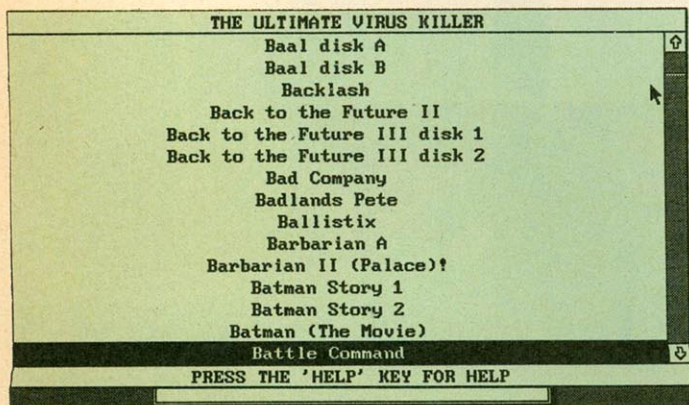 THE ULTIMATE VIRUS KILLER
Baal disk A
Baal disk B
Backlash
Back to the Future II
Back to the Future III disk 1
Back to the Future III disk 2
Bad Company
Badlands Pete
Ballistix
Barbarian A
Barbarian II (Palace)!
Batman Story 1
Batman Story 2
Batman (The Movie)
Battle Command
PRESS THE 'HELP' KEY FOR HELP